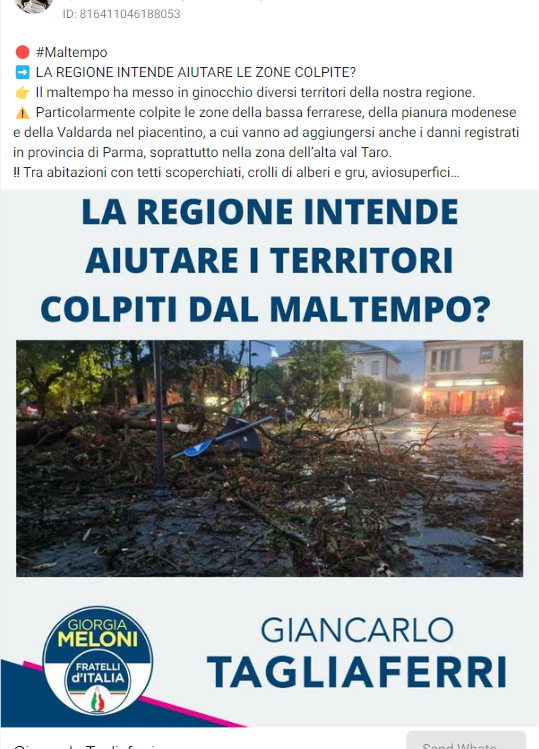 ID: 816411046188053
🔴 #Maltempo
➡️ LA REGIONE INTENDE AIUTARE LE ZONE COLPITE?
👉 Il maltempo ha messo in ginocchio diversi territori della nostra regione.
⚠️ Particolarmente colpite le zone della bassa ferrarese, della pianura modenese
e della Valdarda nel piacentino, a cui vanno ad aggiungersi anche i danni registrati
in provincia di Parma, soprattutto nella zona dell'alta val Taro.
‼ Tra abitazioni con tetti scoperchiati, crolli di alberi e gru, aviosuperfici...
LA REGIONE INTENDE
AIUTARE I TERRITORI
COLPITI DAL MALTEMPO?
GIORGIA
MELONI
FRATELLI
d'ITALIA
GIANCARLO
TAGLIAFERRI